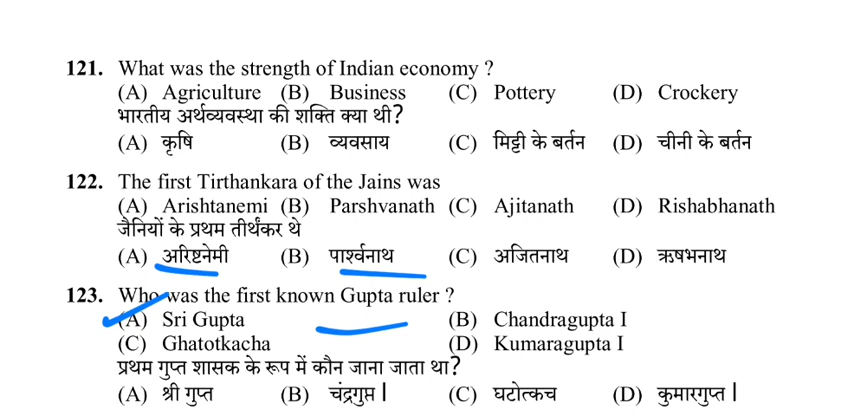 121. What was the strength of Indian economy ?
(A) Agriculture (B) Business (C) Pottery (D) Crockery
भारतीय अर्थव्यवस्था की शक्ति क्या थी?
(A) कृषि (B) व्यवसाय (C) मिट्टी के बर्तन (D) चीनी के बर्तन
122. The first Tirthankara of the Jains was
(A) Arishtanemi (B) Parshvanath (C) Ajitanath (D) Rishabhanath
जैनियों के प्रथम तीर्थंकर थे
(A) अरिष्टनेमी (B) पार्श्वनाथ (C) अजितनाथ (D) ऋषभनाथ
123. Who was the first known Gupta ruler ?
(A) Sri Gupta (B) Chandragupta I
(C) Ghatotkacha (D) Kumaragupta I
प्रथम गुप्त शासक के रूप में कौन जाना जाता था?
(A) श्री गुप्त (B) चंद्रगुप्त I (C) घटोत्कच (D) कुमारगुप्त I